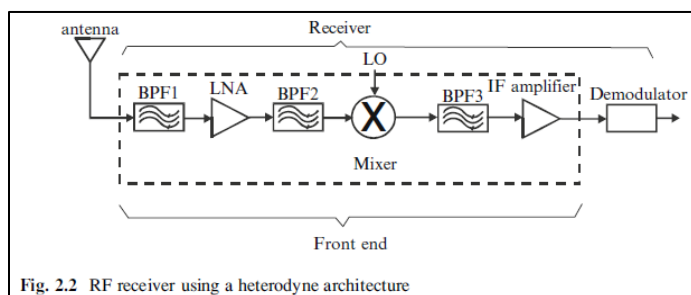 antenna
Receiver
LO
BPF1
LNA
BPF2
BPF3
IF amplifier
Demodulator
X
Mixer
Front end
Fig. 2.2 RF receiver using a heterodyne architecture